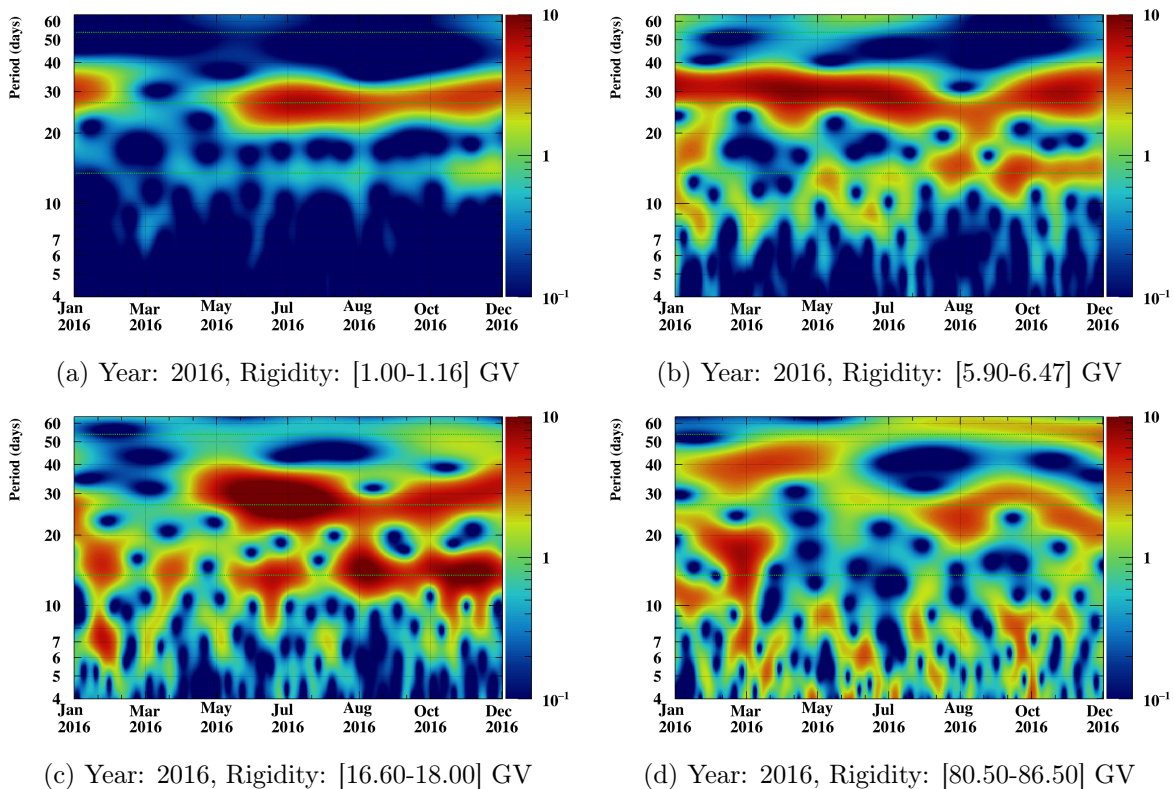 Period (days)
60
50
40
30
20
10
7
6
5
4
Jan 2016
Mar 2016
May 2016
Jul 2016
Aug 2016
Oct 2016
Dec 2016
10
1
10⁻¹
(a) Year: 2016, Rigidity: [1.00-1.16] GV
Period (days)
60
50
40
30
20
10
7
6
5
4
Jan 2016
Mar 2016
May 2016
Jul 2016
Aug 2016
Oct 2016
Dec 2016
10
1
10⁻¹
(b) Year: 2016, Rigidity: [5.90-6.47] GV
Period (days)
60
50
40
30
20
10
7
6
5
4
Jan 2016
Mar 2016
May 2016
Jul 2016
Aug 2016
Oct 2016
Dec 2016
10
1
10⁻¹
(c) Year: 2016, Rigidity: [16.60-18.00] GV
Period (days)
60
50
40
30
20
10
7
6
5
4
Jan 2016
Mar 2016
May 2016
Jul 2016
Aug 2016
Oct 2016
Dec 2016
10
1
10⁻¹
(d) Year: 2016, Rigidity: [80.50-86.50] GV